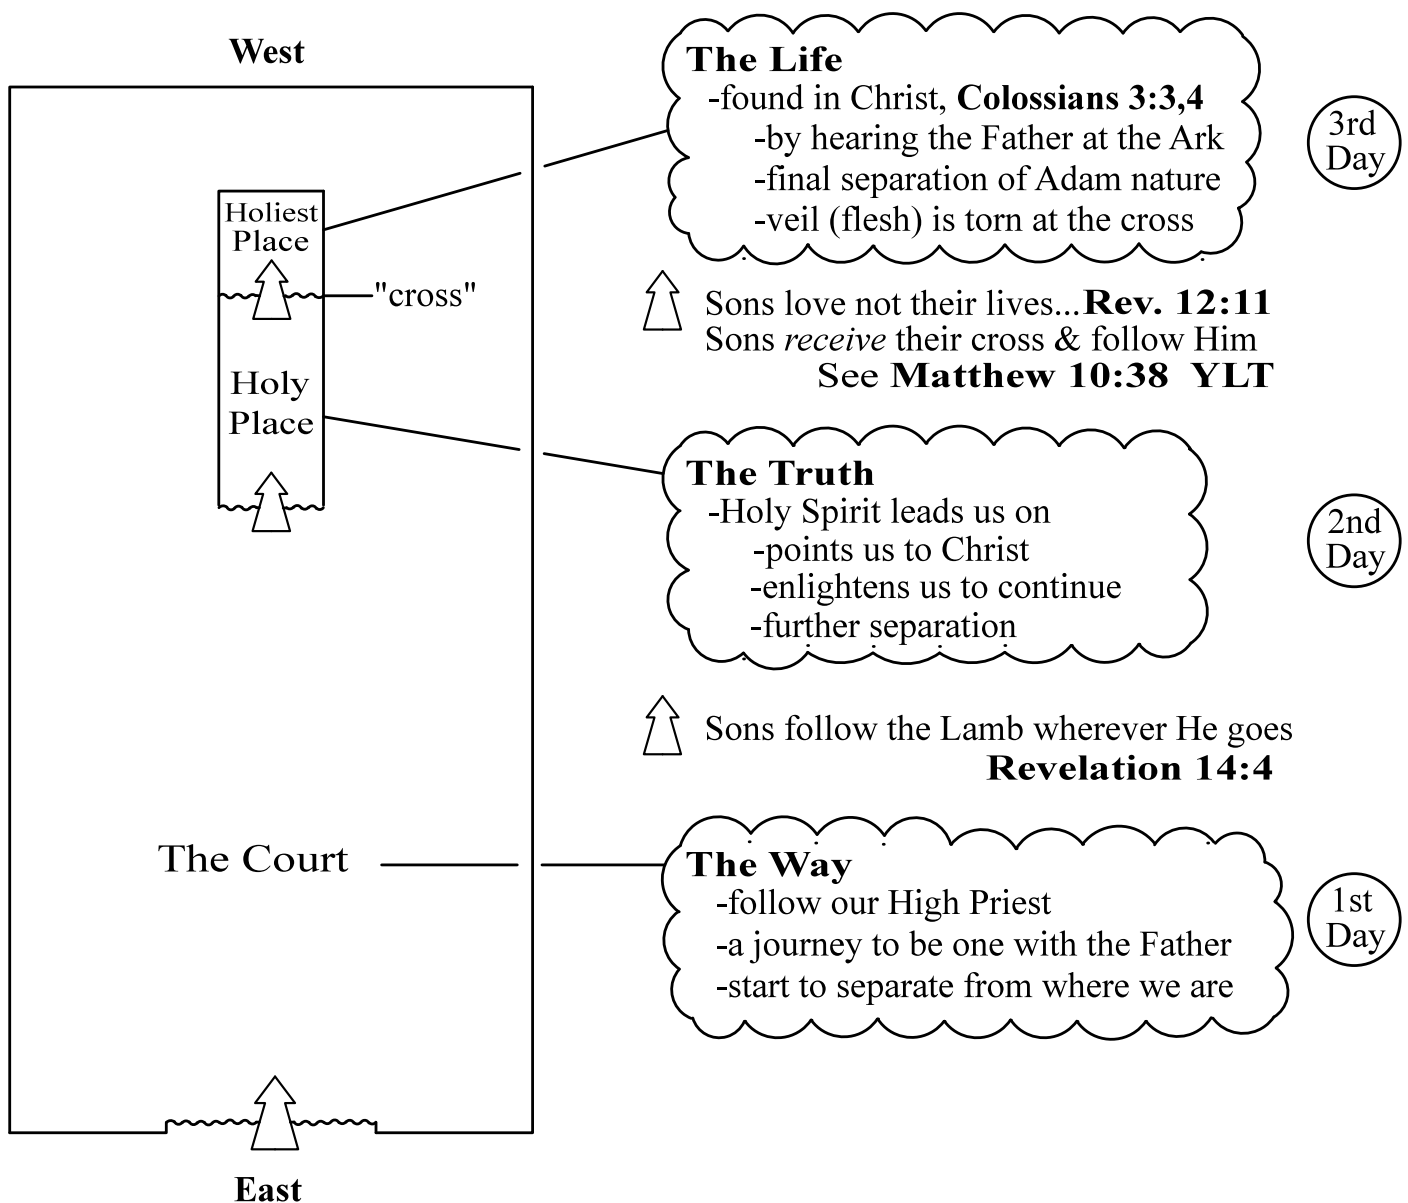 West
Holiest
Place
"cross"
Holy
Place
The Court
East
The Life
-found in Christ, Colossians 3:3,4
-by hearing the Father at the Ark
-final separation of Adam nature
-veil (flesh) is torn at the cross
3rd
Day
Sons love not their lives...Rev. 12:11
Sons receive their cross & follow Him
See Matthew 10:38 YLT
The Truth
-Holy Spirit leads us on
-points us to Christ
-enlightens us to continue
-further separation
2nd
Day
Sons follow the Lamb wherever He goes
Revelation 14:4
The Way
-follow our High Priest
-a journey to be one with the Father
-start to separate from where we are
1st
Day